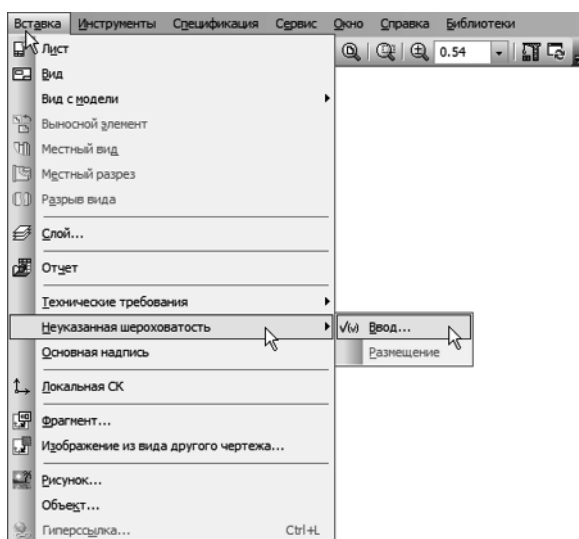 Вставка Инструменты Спецификация Сервис Окно Справка Библиотеки
Лист
0.54
Вид
Вид с модели
Выносной элемент
Местный вид
Местный разрез
Разрыв вида
Слой...
Отчет
Технические требования
Неуказанная шероховатость
Ввод...
Основная надпись
Размещение
Локальная СК
Фрагмент...
Изображение из вида другого чертежа...
Рисунок...
Объект...
Гиперссылка... Ctrl+L